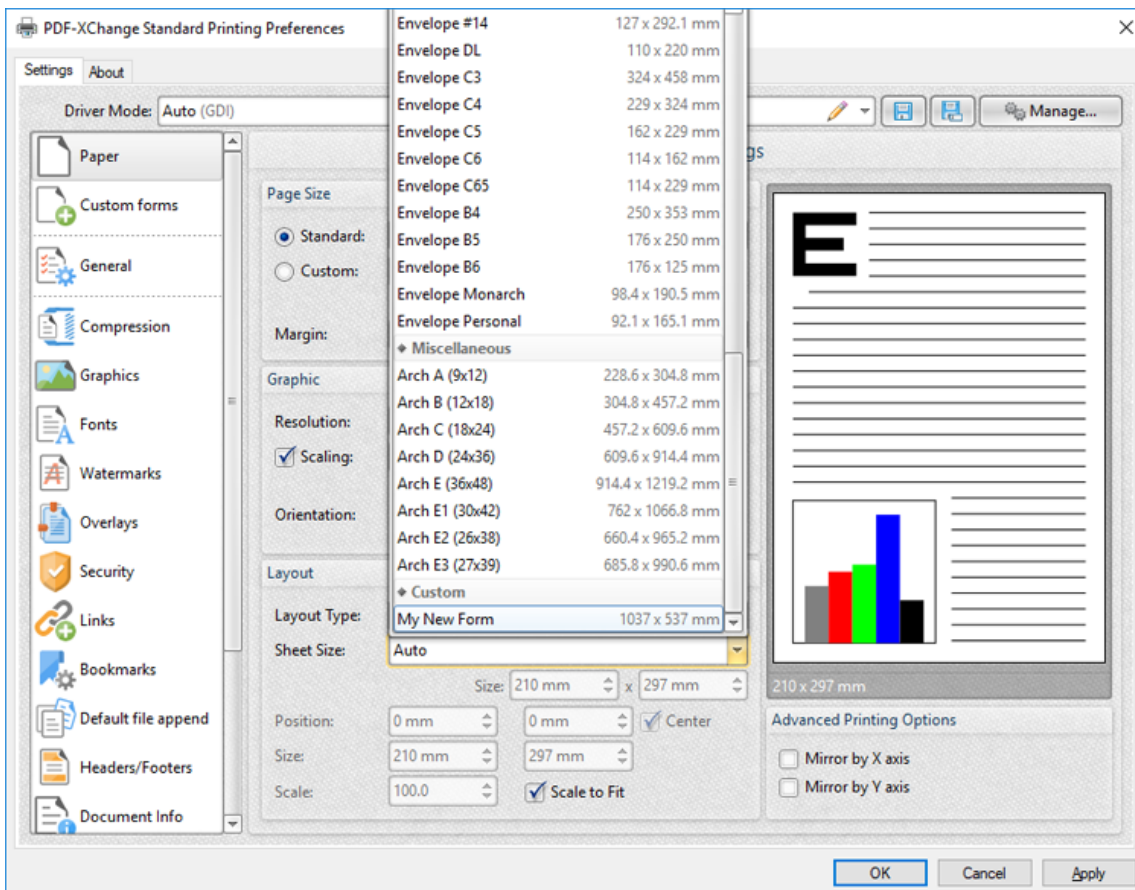 PDF-XChange Standard Printing Preferences
Settings
About
Driver Mode: Auto (GDI)
Manage...
Paper
Custom forms
General
Compression
Graphics
Fonts
Watermarks
Overlays
Security
Links
Bookmarks
Default file append
Headers/Footers
Document Info
Page Size
Standard:
Custom:
Margin:
Graphic
Resolution:
Scaling:
Orientation:
Layout
Layout Type:
Sheet Size: Auto
Envelope #14 127 x 292.1 mm
Envelope DL 110 x 220 mm
Envelope C3 324 x 458 mm
Envelope C4 229 x 324 mm
Envelope C5 162 x 229 mm
Envelope C6 114 x 162 mm
Envelope C65 114 x 229 mm
Envelope B4 250 x 353 mm
Envelope B5 176 x 250 mm
Envelope B6 176 x 125 mm
Envelope Monarch 98.4 x 190.5 mm
Envelope Personal 92.1 x 165.1 mm
Miscellaneous
Arch A (9x12) 228.6 x 304.8 mm
Arch B (12x18) 304.8 x 457.2 mm
Arch C (18x24) 457.2 x 609.6 mm
Arch D (24x36) 609.6 x 914.4 mm
Arch E (36x48) 914.4 x 1219.2 mm
Arch E1 (30x42) 762 x 1066.8 mm
Arch E2 (26x38) 660.4 x 965.2 mm
Arch E3 (27x39) 685.8 x 990.6 mm
Custom
My New Form 1037 x 537 mm
Size: 210 mm x 297 mm
Position: 0 mm 0 mm Center
Size: 210 mm 297 mm
Scale: 100.0 Scale to Fit
E
210 x 297 mm
Advanced Printing Options
Mirror by X axis
Mirror by Y axis
OK
Cancel
Apply